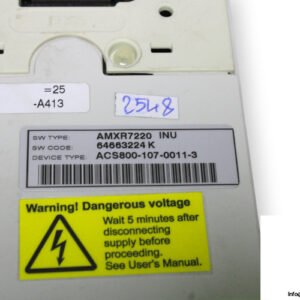 =25
-A413
2548
SW TYPE: AMXR7220 INU
SW CODE: 64663224 K
DEVICE TYPE: ACS800-107-0011-3
Warning! Dangerous voltage
Wait 5 minutes after
disconnecting
supply before
proceeding.
See User's Manual.